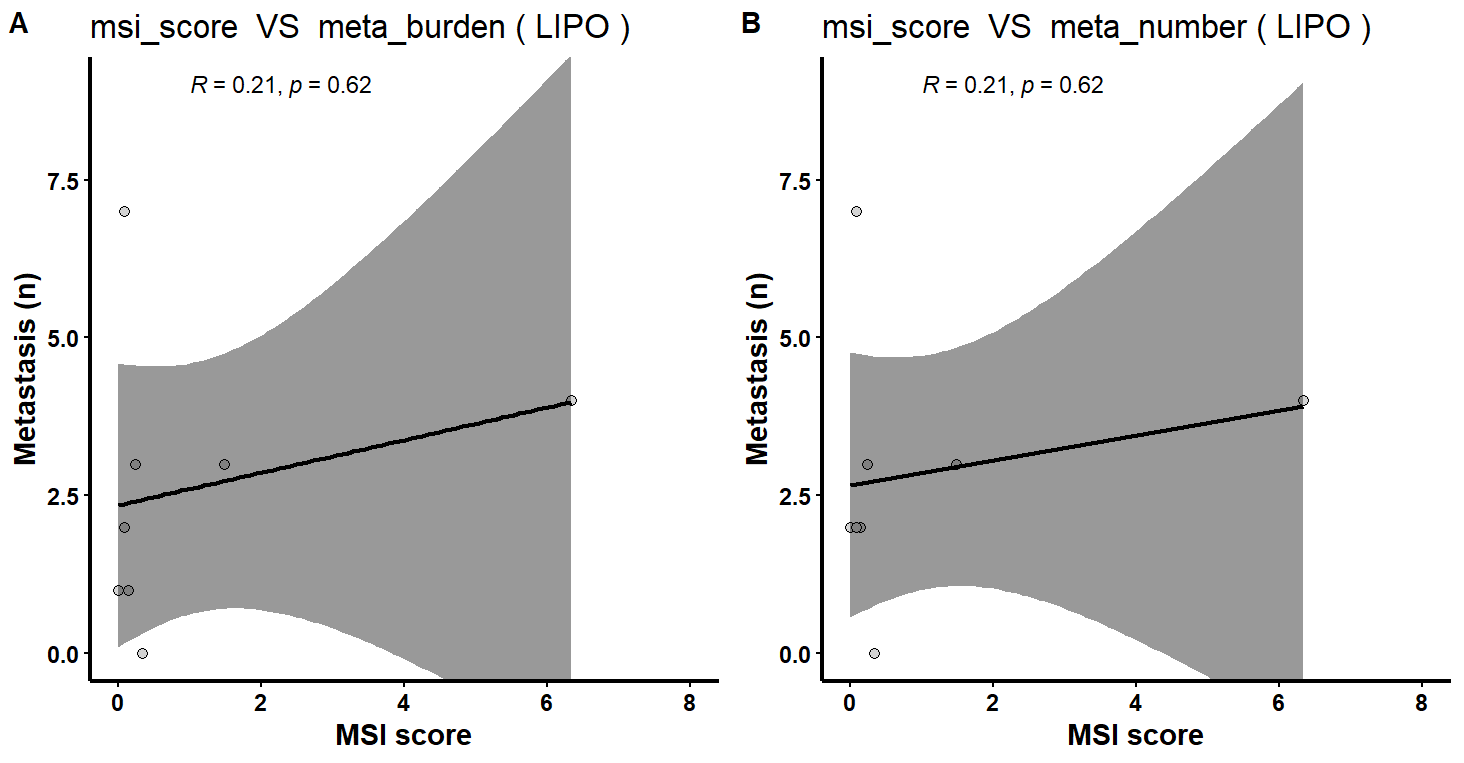 A
msi_score VS meta_burden ( LIPO )
R = 0.21, p = 0.62
7.5
5.0
2.5
0.0
Metastasis (n)
0 2 4 6 8
MSI score
B
msi_score VS meta_number ( LIPO )
R = 0.21, p = 0.62
7.5
5.0
2.5
0.0
Metastasis (n)
0 2 4 6 8
MSI score